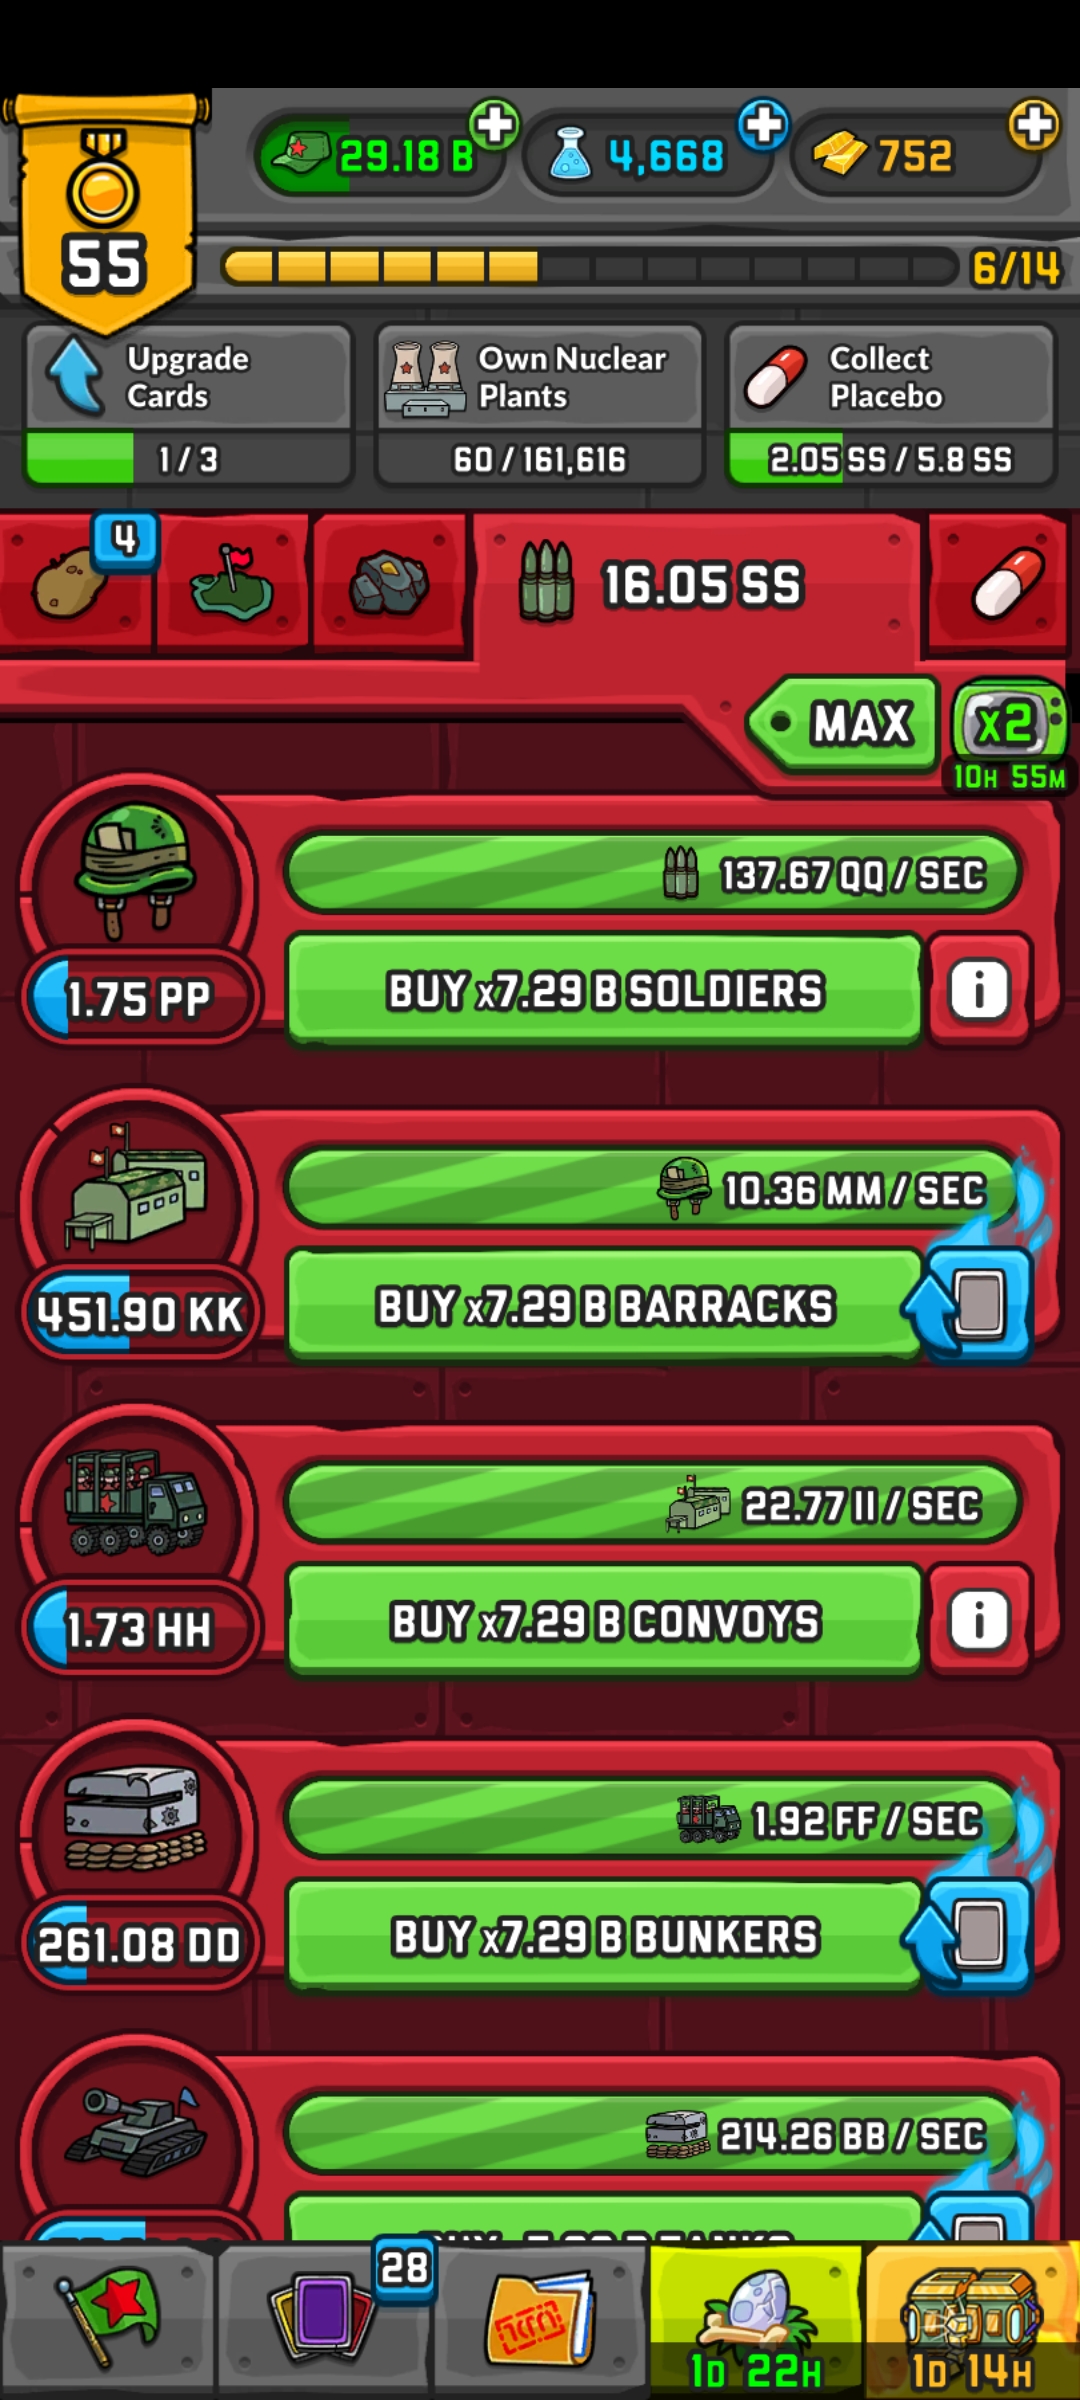 55
29.18 B
4,668
752
6/14
Upgrade
Cards
1 / 3
Own Nuclear
Plants
60 / 161,616
Collect
Placebo
2.05 SS / 5.8 SS
4
16.05 SS
MAX
x2
10H 55M
137.67 QQ / SEC
1.75 PP
BUY x7.29 B SOLDIERS
i
10.36 MM / SEC
451.90 KK
BUY x7.29 B BARRACKS
22.77 II / SEC
1.73 HH
BUY x7.29 B CONVOYS
i
1.92 FF / SEC
261.08 DD
BUY x7.29 B BUNKERS
214.26 BB / SEC
BUY x7.29 B TANKS
28
1D 22H
1D 14H